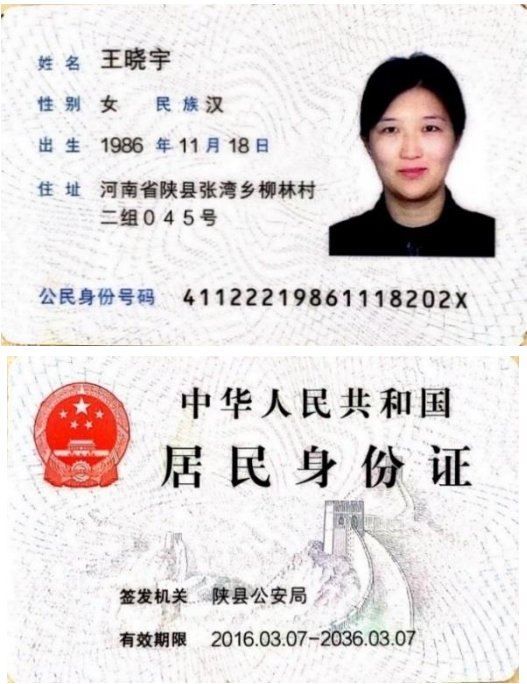 姓名 王晓宇
性别 女 民族 汉
出生 1986 年 11 月 18 日
住址 河南省陕县张湾乡柳林村
二组０４５号
公民身份号码 41122219861118202X
中华人民共和国
居民身份证
签发机关 陕县公安局
有效期限 2016.03.07-2036.03.07